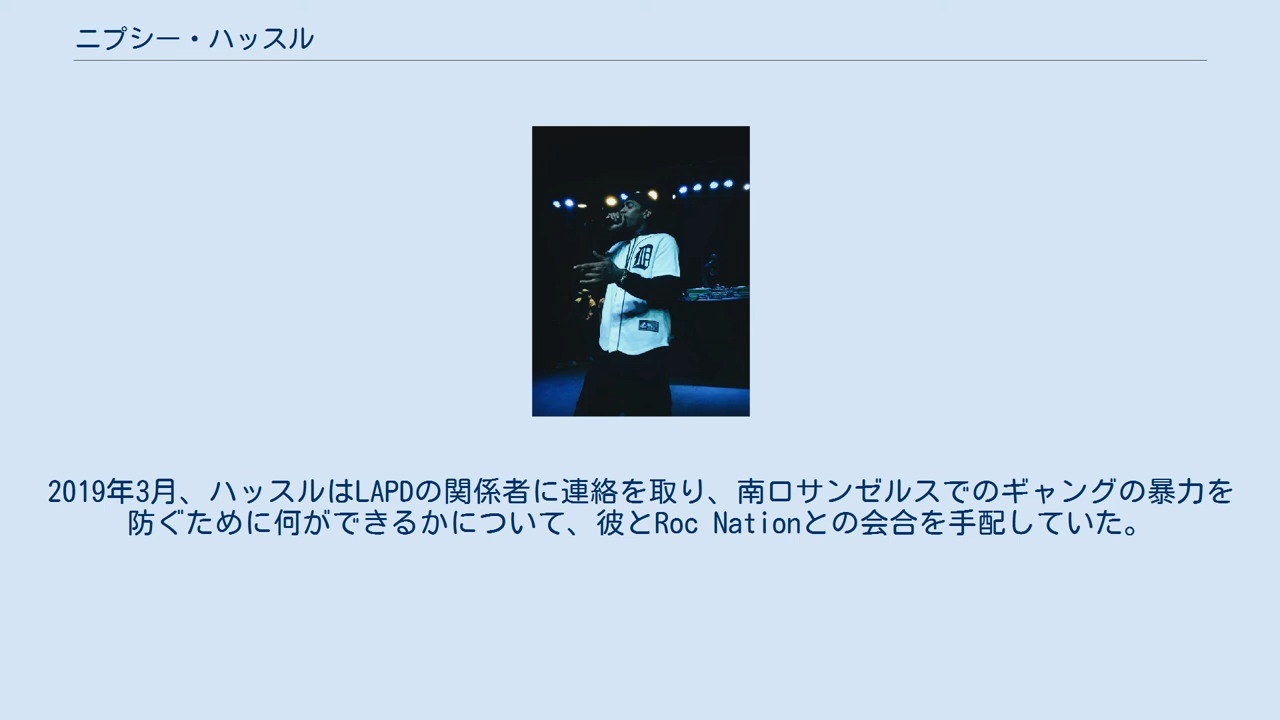 ニプシー・ハッスル
D
2019年3月、ハッスルはLAPDの関係者に連絡を取り、南ロサンゼルスでのギャングの暴力を
防ぐために何ができるかについて、彼とRoc Nationとの会合を手配していた。